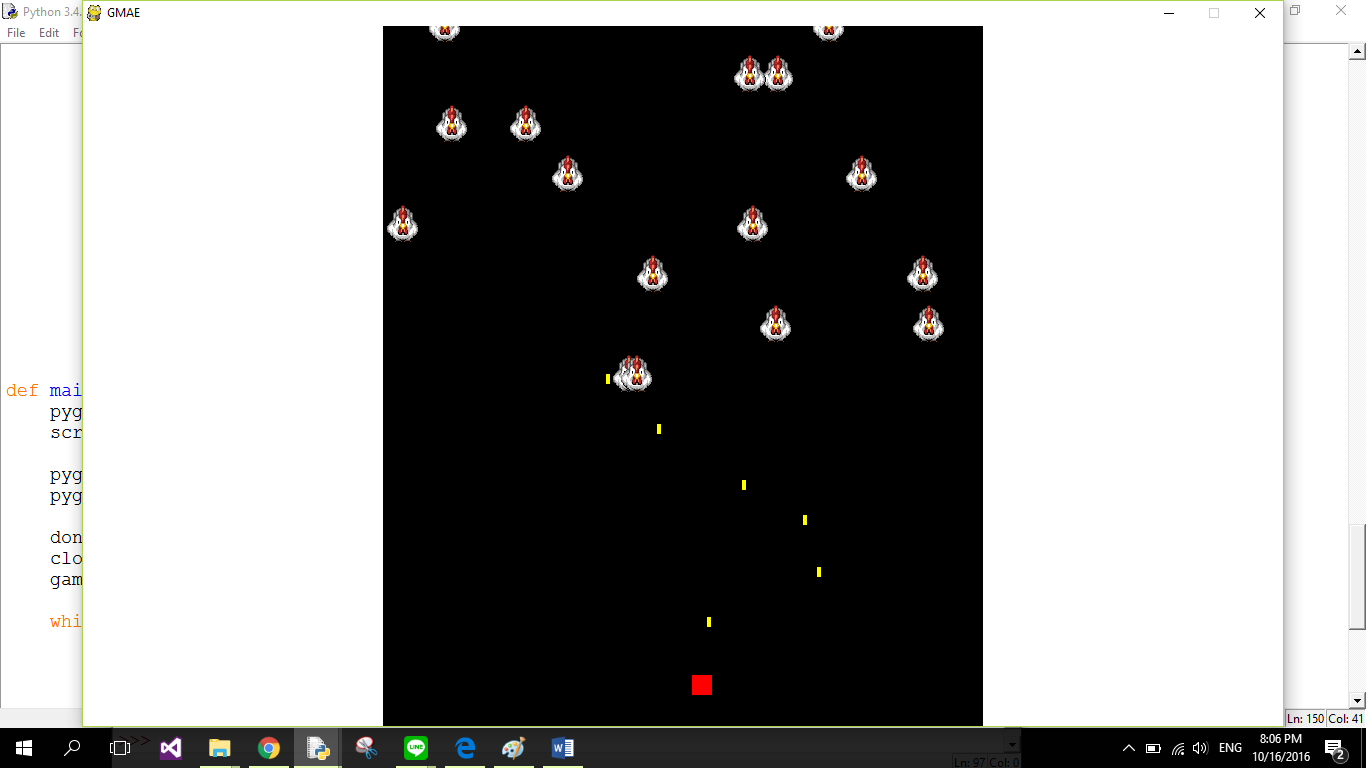 Python 3.4.
GMAE
File Edit Fo
def mai
pyg
scr
pyg
pyg
don
clo
gam
whi
Ln: 150 Col: 41
>>>
LINE
ENG
8:06 PM
10/16/2016
2
Ln: 97 Col: 0